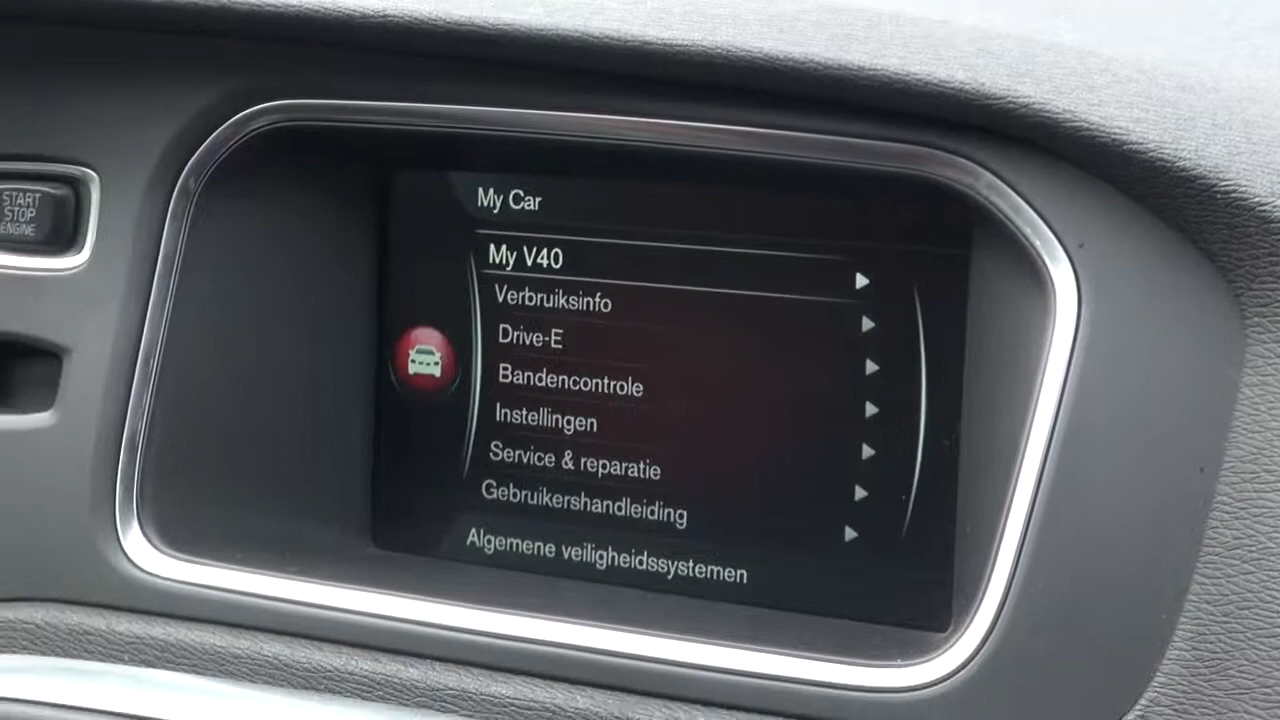 START
STOP
ENGINE
My Car
My V40
Verbruiksinfo
Drive-E
Bandencontrole
Instellingen
Service & reparatie
Gebruikershandleiding
Algemene veiligheidssystemen